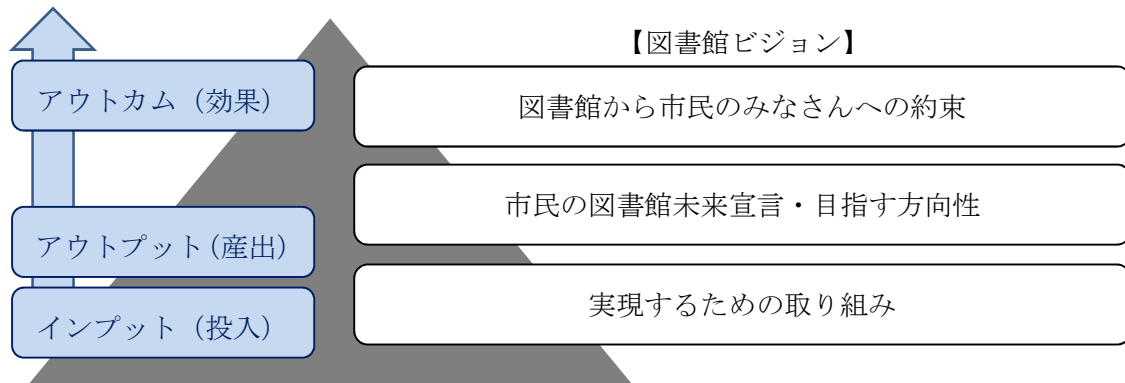 【図書館ビジョン】
アウトカム（効果）
図書館から市民のみなさんへの約束
市民の図書館未来宣言・目指す方向性
アウトプット(産出)
実現するための取り組み
インプット（投入）